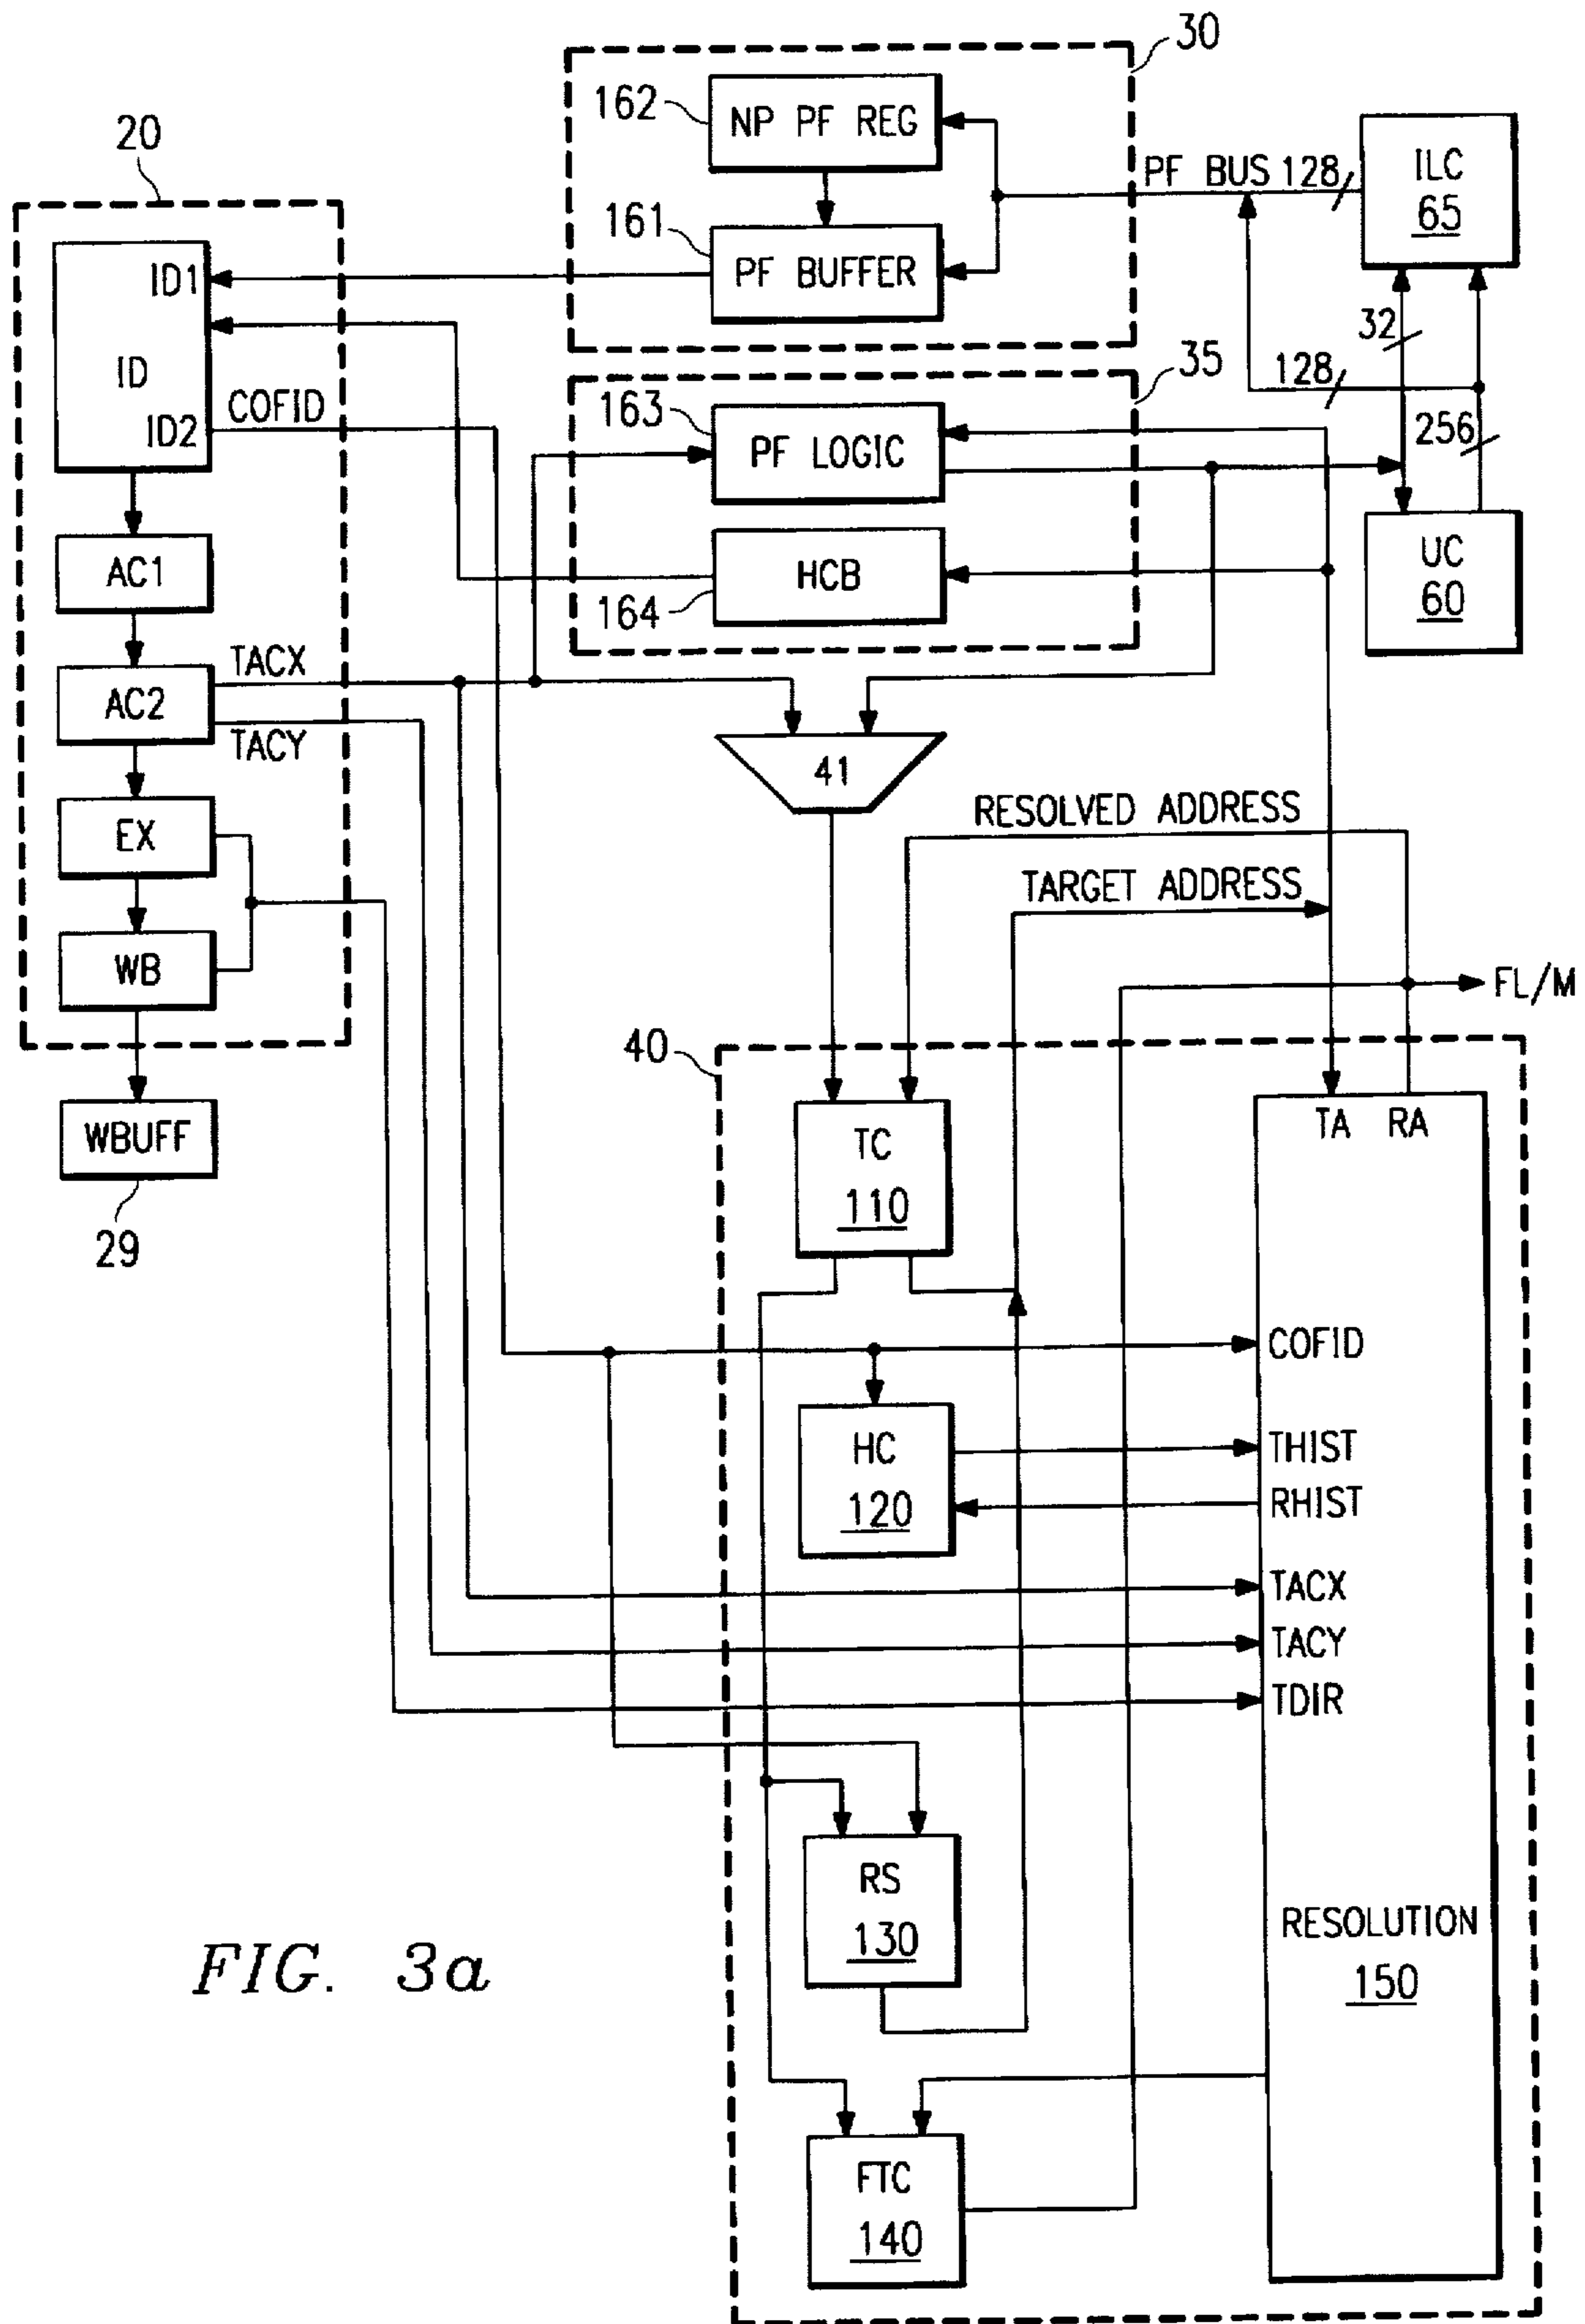 30
162
NP PF REG
20
PF BUS 128
ILC
65
161
PF BUFFER
ID1
ID
ID2
COFID
32
128
35
163
PF LOGIC
256
AC1
HCB
164
UC
60
TACX
AC2
TACY
41
EX
RESOLVED ADDRESS
TARGET ADDRESS
WB
FL/M
40
WBUFF
29
TC
110
TA RA
COFID
HC
120
THIST
RHIST
TACX
TACY
TDIR
RS
130
RESOLUTION
150
FIG. 3a
FTC
140